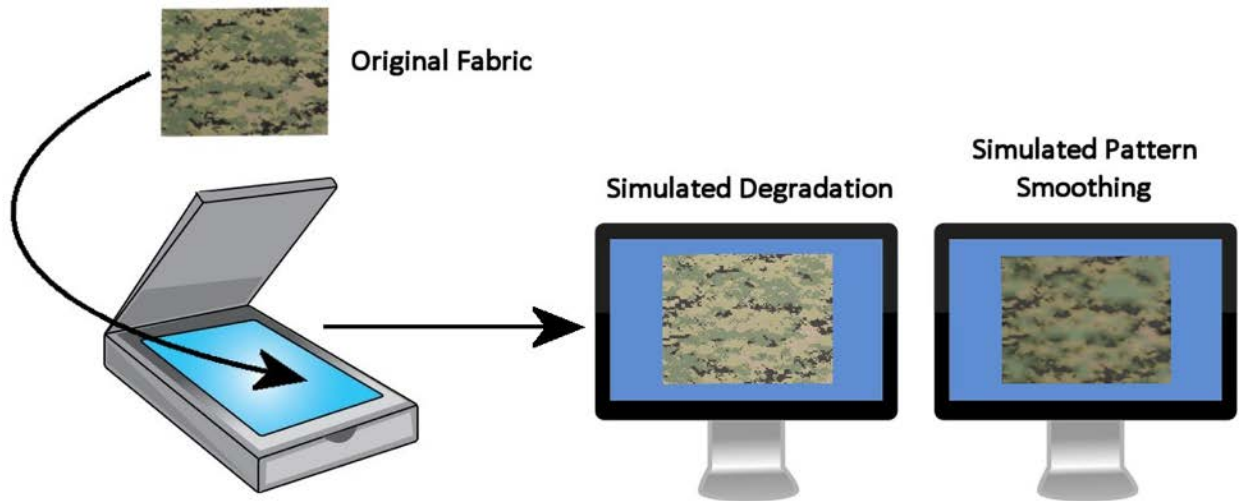 Original Fabric
Simulated Degradation
Simulated Pattern
Smoothing